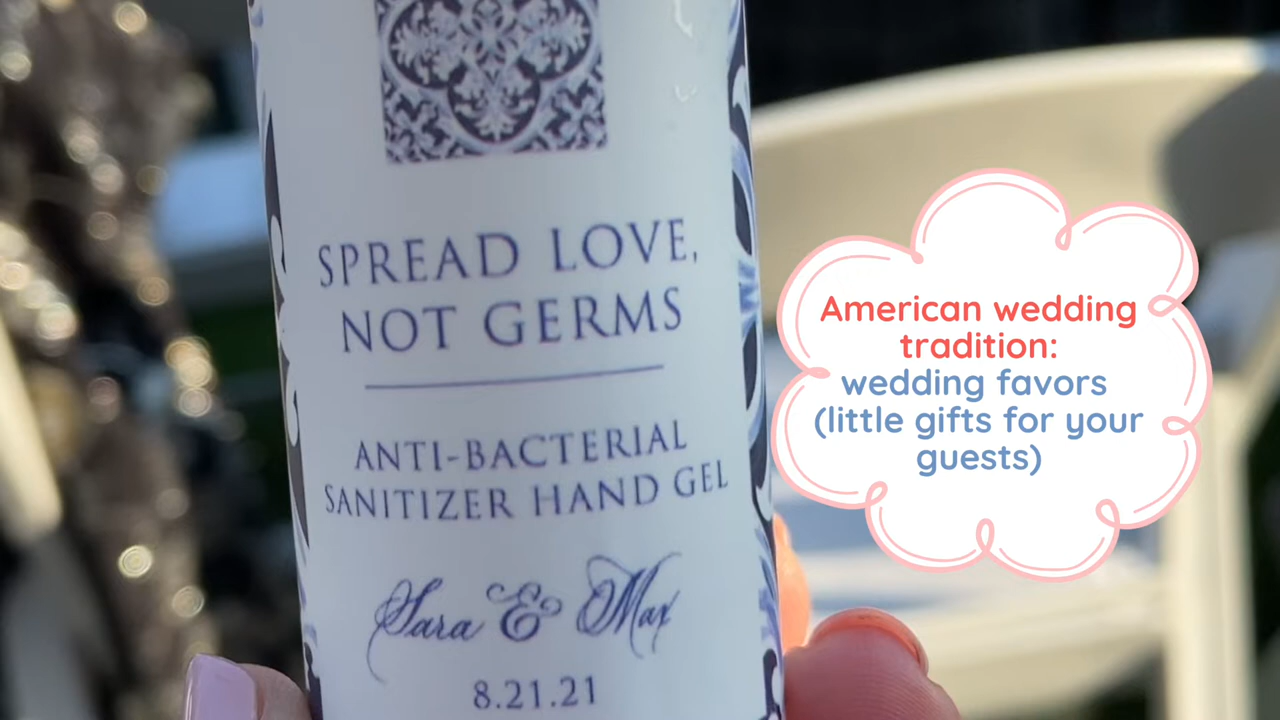 SPREAD LOVE,
NOT GERMS
ANTI-BACTERIAL
SANITIZER HAND GEL
Sara & Max
8.21.21
American wedding
tradition:
wedding favors
(little gifts for your
guests)